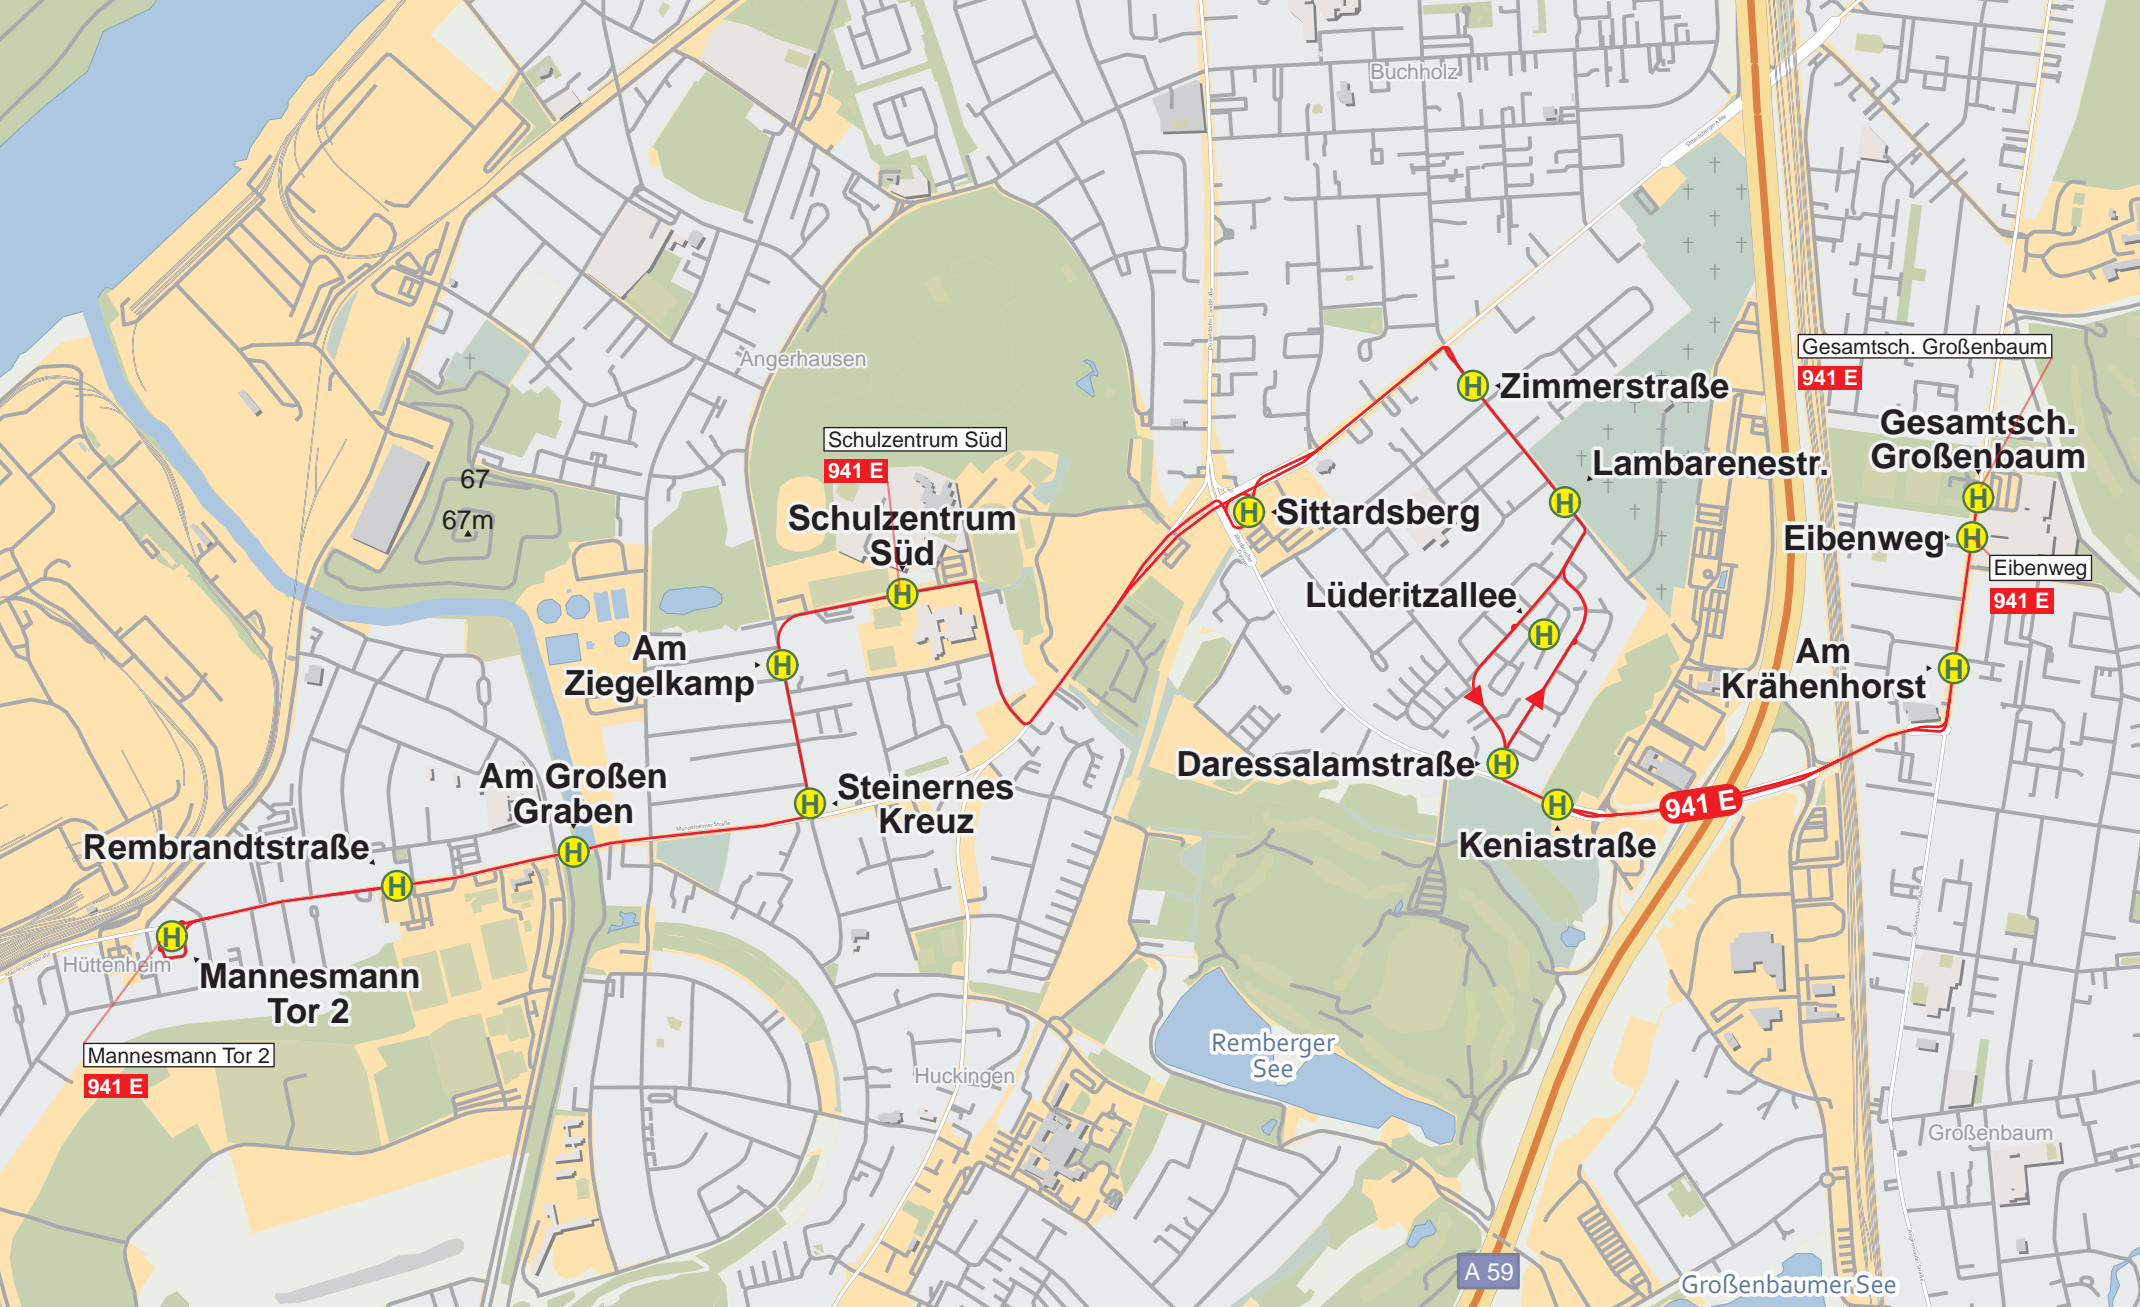 Buchholz
Sittardsberger Allee
Gesamtsch. Großenbaum
941 E
Angerhausen
Zimmerstraße
Gesamtsch.
Großenbaum
Schulzentrum Süd
941 E
Lambarenestr.
67
67m
Schulzentrum
Süd
H
H
H
H
H
H
Sittardsberg
Eibenweg
Eibenweg
941 E
Lüderitzallee
H
Am
Ziegelkamp
H
Am
Krähenhorst
H
Daressalamstraße
H
Am Großen
Graben
Steinernes
Kreuz
H
H
941 E
Keniastraße
Rembrandtstraße
H
H
H
Hüttenheim
Mannesmann
Tor 2
Mannesmann Tor 2
941 E
Remberger
See
Huckingen
Großenbaum
A 59
Großenbaumer See